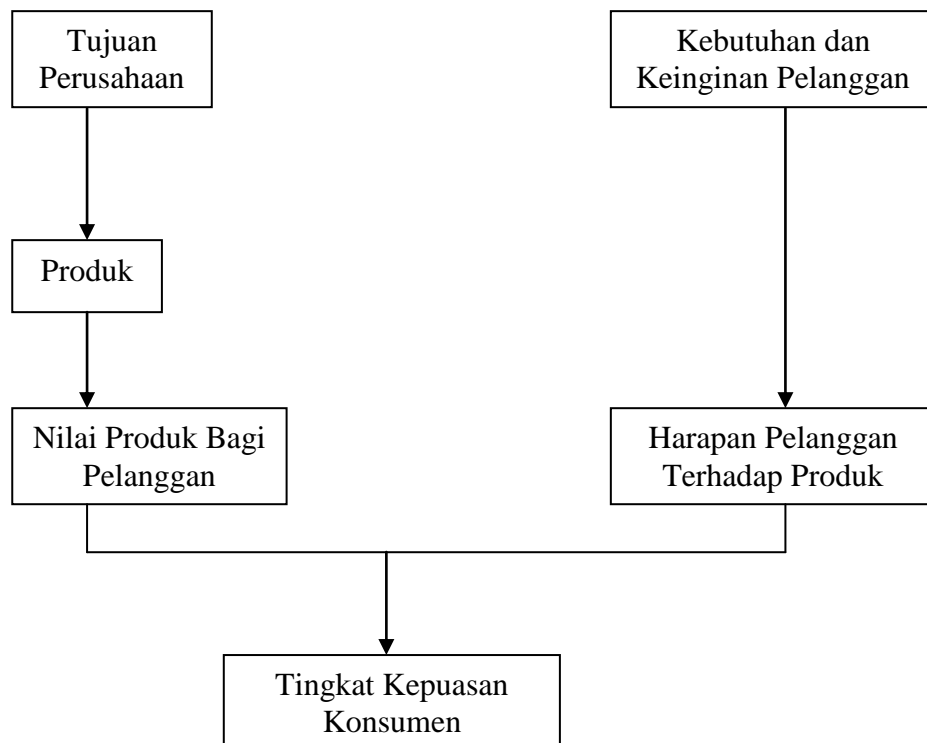 Tujuan
Perusahaan
Kebutuhan dan
Keinginan Pelanggan
Produk
Nilai Produk Bagi
Pelanggan
Harapan Pelanggan
Terhadap Produk
Tingkat Kepuasan
Konsumen